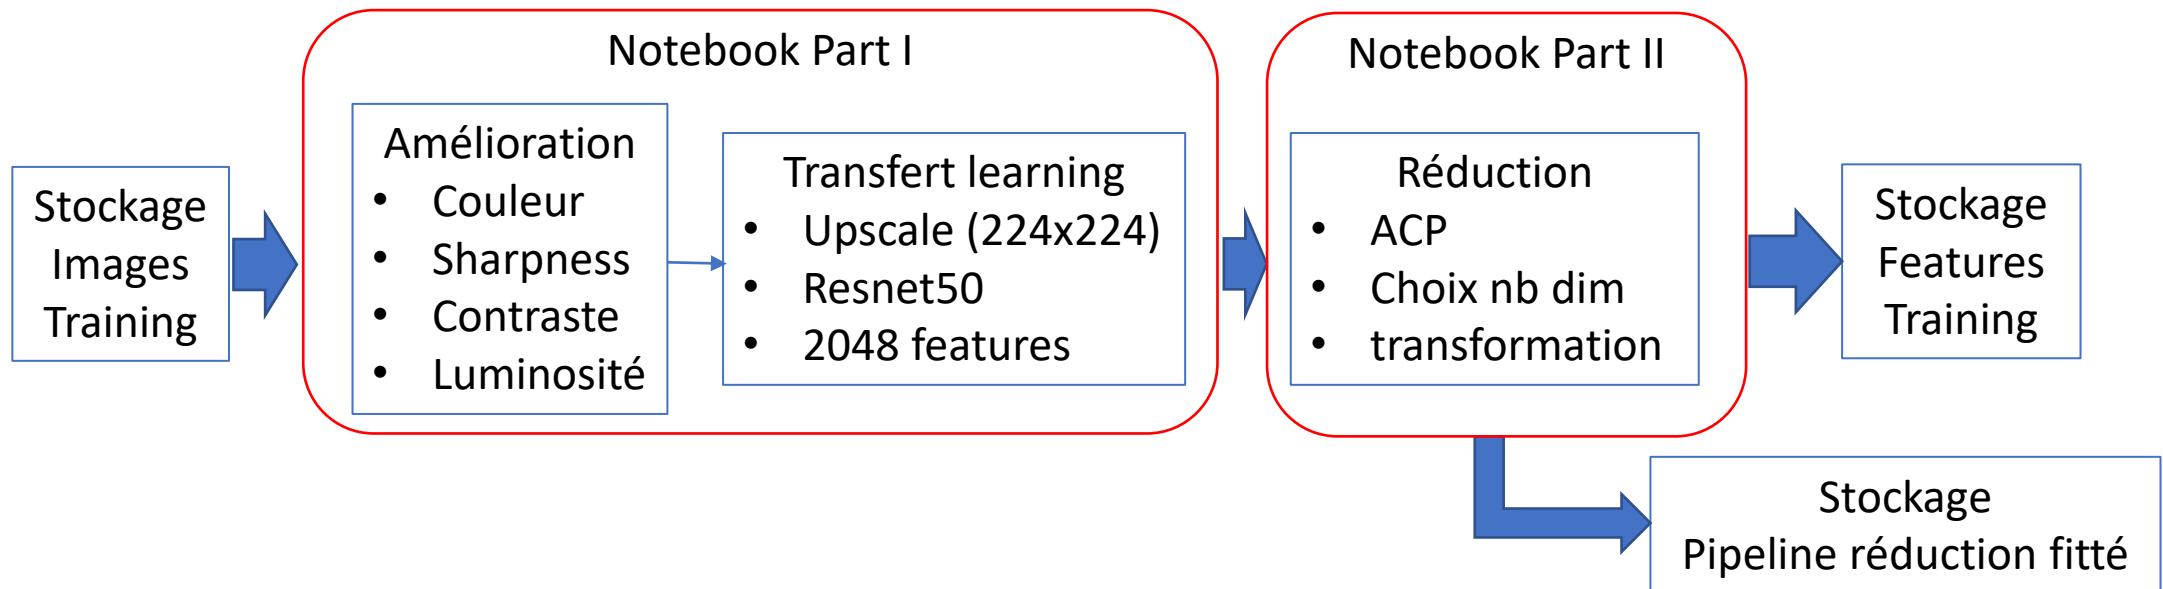 Notebook Part I
Notebook Part II
Stockage
Images
Training
Amélioration
• Couleur
• Sharpness
• Contraste
• Luminosité
Transfert learning
• Upscale (224x224)
• Resnet50
• 2048 features
Réduction
• ACP
• Choix nb dim
• transformation
Stockage
Features
Training
Stockage
Pipeline réduction fitté